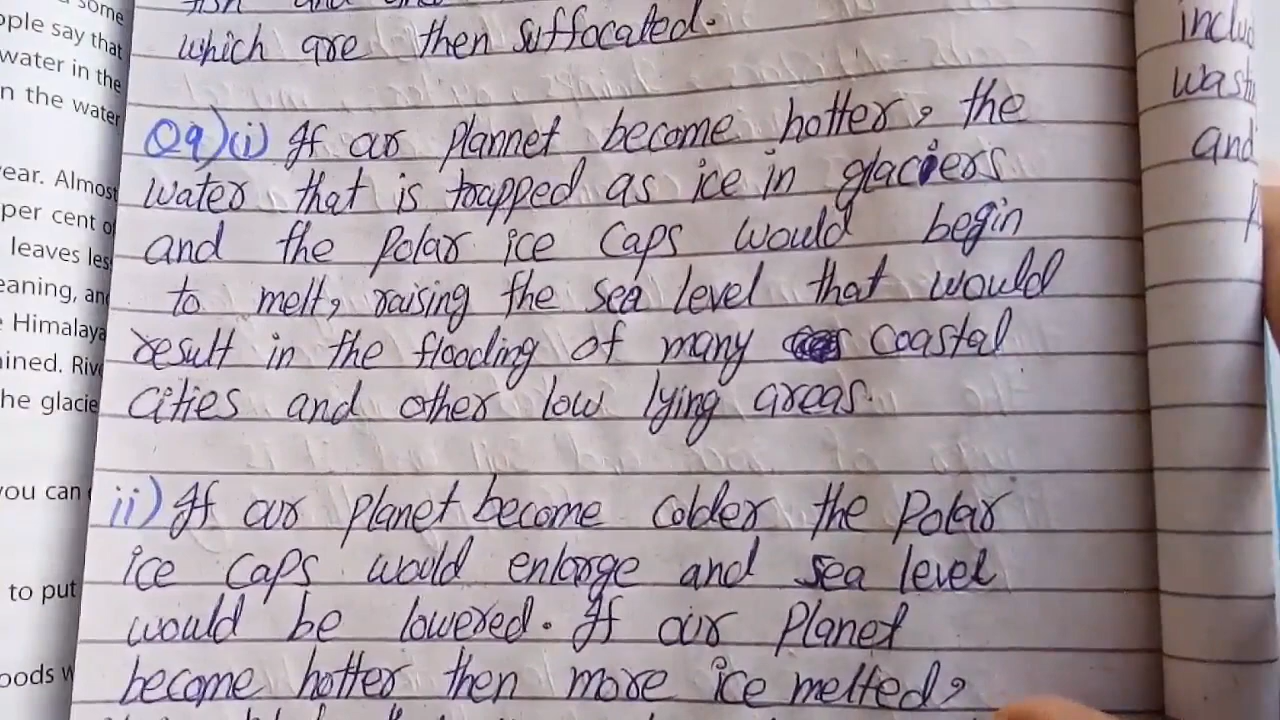 some
ople say that
water in the
n the water
ear. Almost
per cent o
leaves les
eaning, an
Himalaya
ained. Riv
he glacie
you can
to put
oods w
which are then suffocated.
Q9)(i) If our plannet become hotter, the
water that is trapped as ice in glaciers
and the Polar ice Caps would begin
to melt, raising the sea level that would
result in the flooding of many coastal
cities and other low lying areas.
ii) If our planet become colder the Polar
ice caps would enlarge and sea level
would be lowered. If our Planet
become hotter then more ice melted,
inclu
wast
and